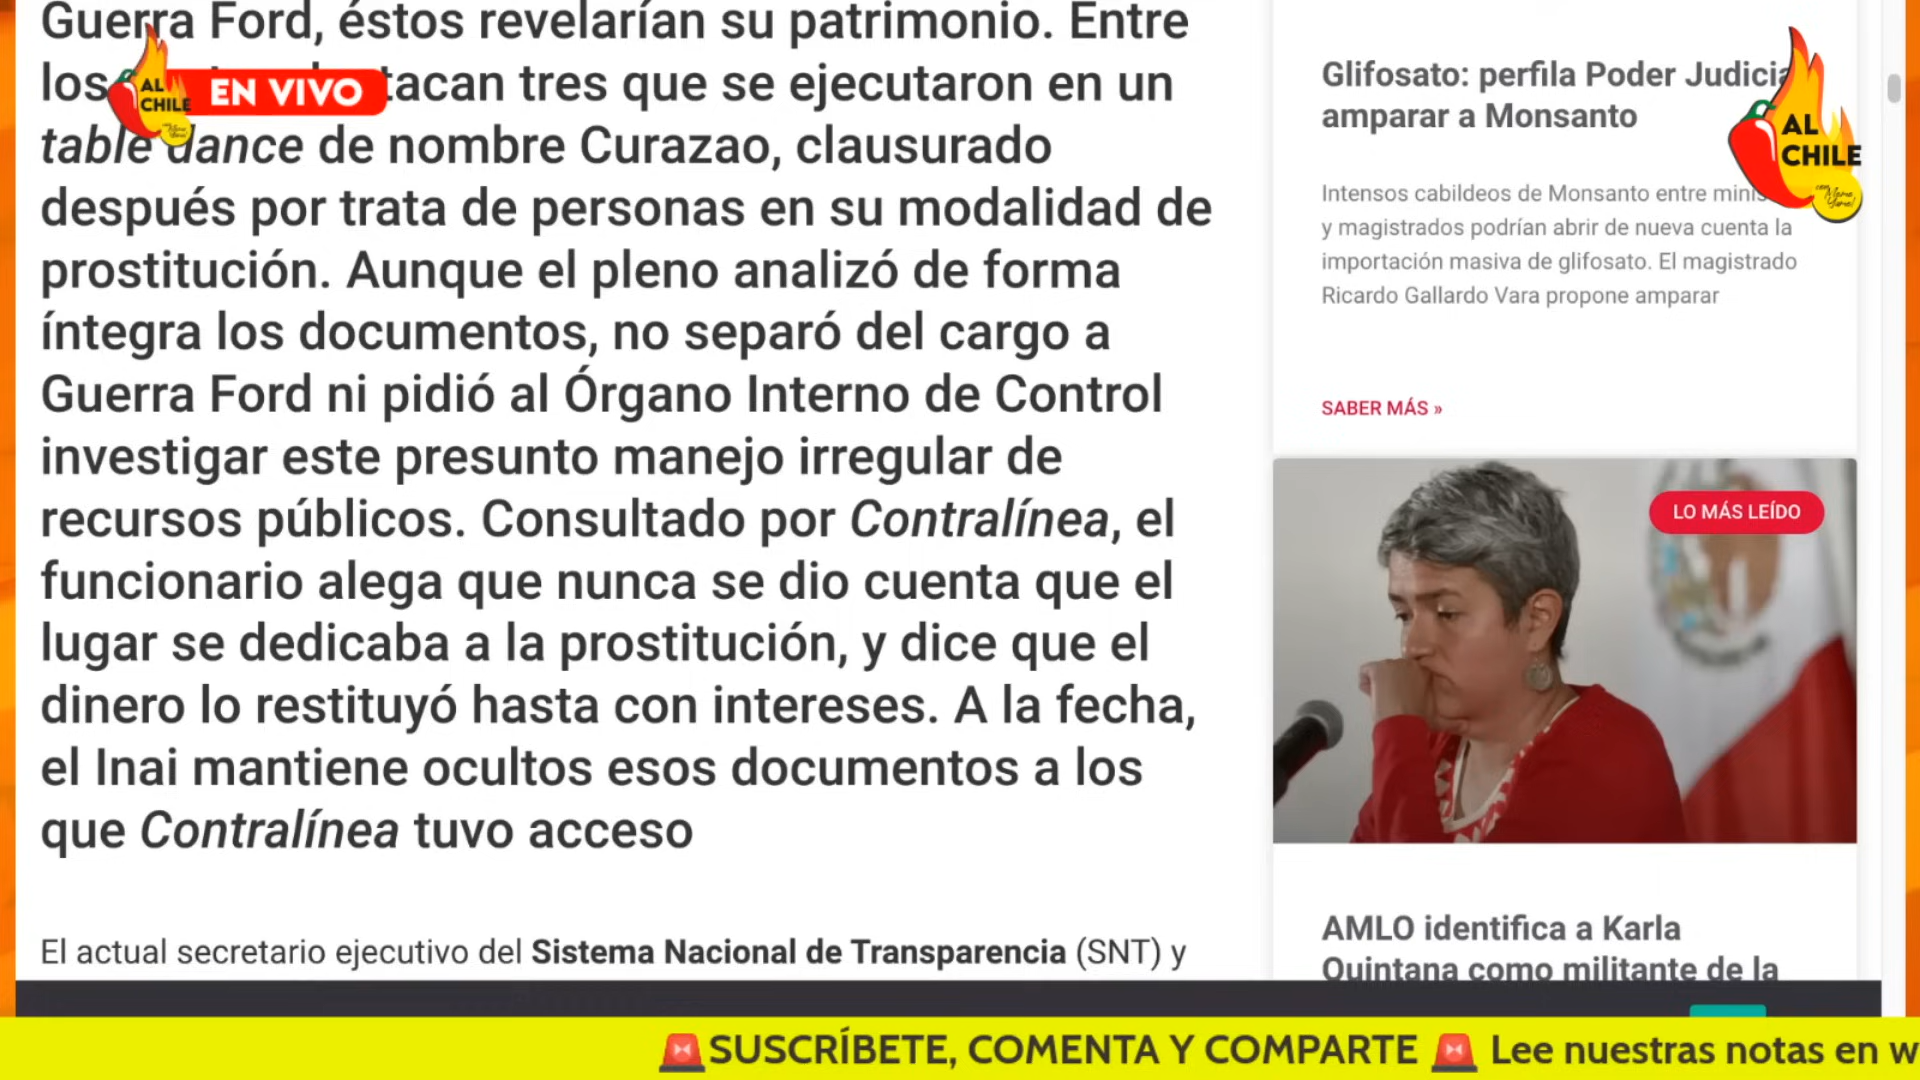 Guerra Ford, éstos revelarían su patrimonio. Entre
los tacan tres que se ejecutaron en un
table dance de nombre Curazao, clausurado
después por trata de personas en su modalidad de
prostitución. Aunque el pleno analizó de forma
íntegra los documentos, no separó del cargo a
Guerra Ford ni pidió al Órgano Interno de Control
investigar este presunto manejo irregular de
recursos públicos. Consultado por Contralínea, el
funcionario alega que nunca se dio cuenta que el
lugar se dedicaba a la prostitución, y dice que el
dinero lo restituyó hasta con intereses. A la fecha,
el Inai mantiene ocultos esos documentos a los
que Contralínea tuvo acceso
El actual secretario ejecutivo del Sistema Nacional de Transparencia (SNT) y
AL
CHILE
EN VIVO
Glifosato: perfila Poder Judicia
amparar a Monsanto
Intensos cabildeos de Monsanto entre minis
y magistrados podrían abrir de nueva cuenta la
importación masiva de glifosato. El magistrado
Ricardo Gallardo Vara propone amparar
SABER MÁS »
AL
CHILE
LO MÁS LEÍDO
AMLO identifica a Karla
Quintana como militante de la
SUSCRÍBETE, COMENTA Y COMPARTE Lee nuestras notas en w